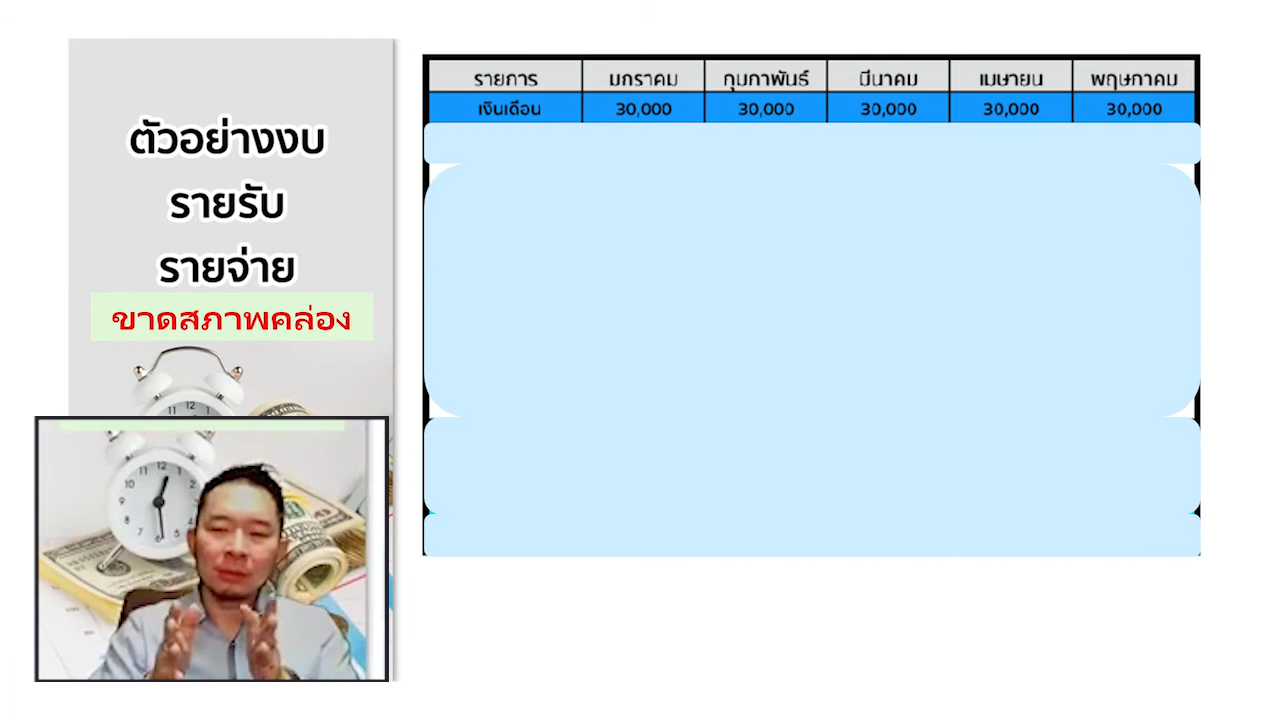 ตัวอย่างงบ
รายรับ
รายจ่าย
ขาดสภาพคล่อง
รายการ มกราคม กุมภาพันธ์ มีนาคม เมษายน พฤษภาคม
เงินเดือน 30,000 30,000 30,000 30,000 30,000